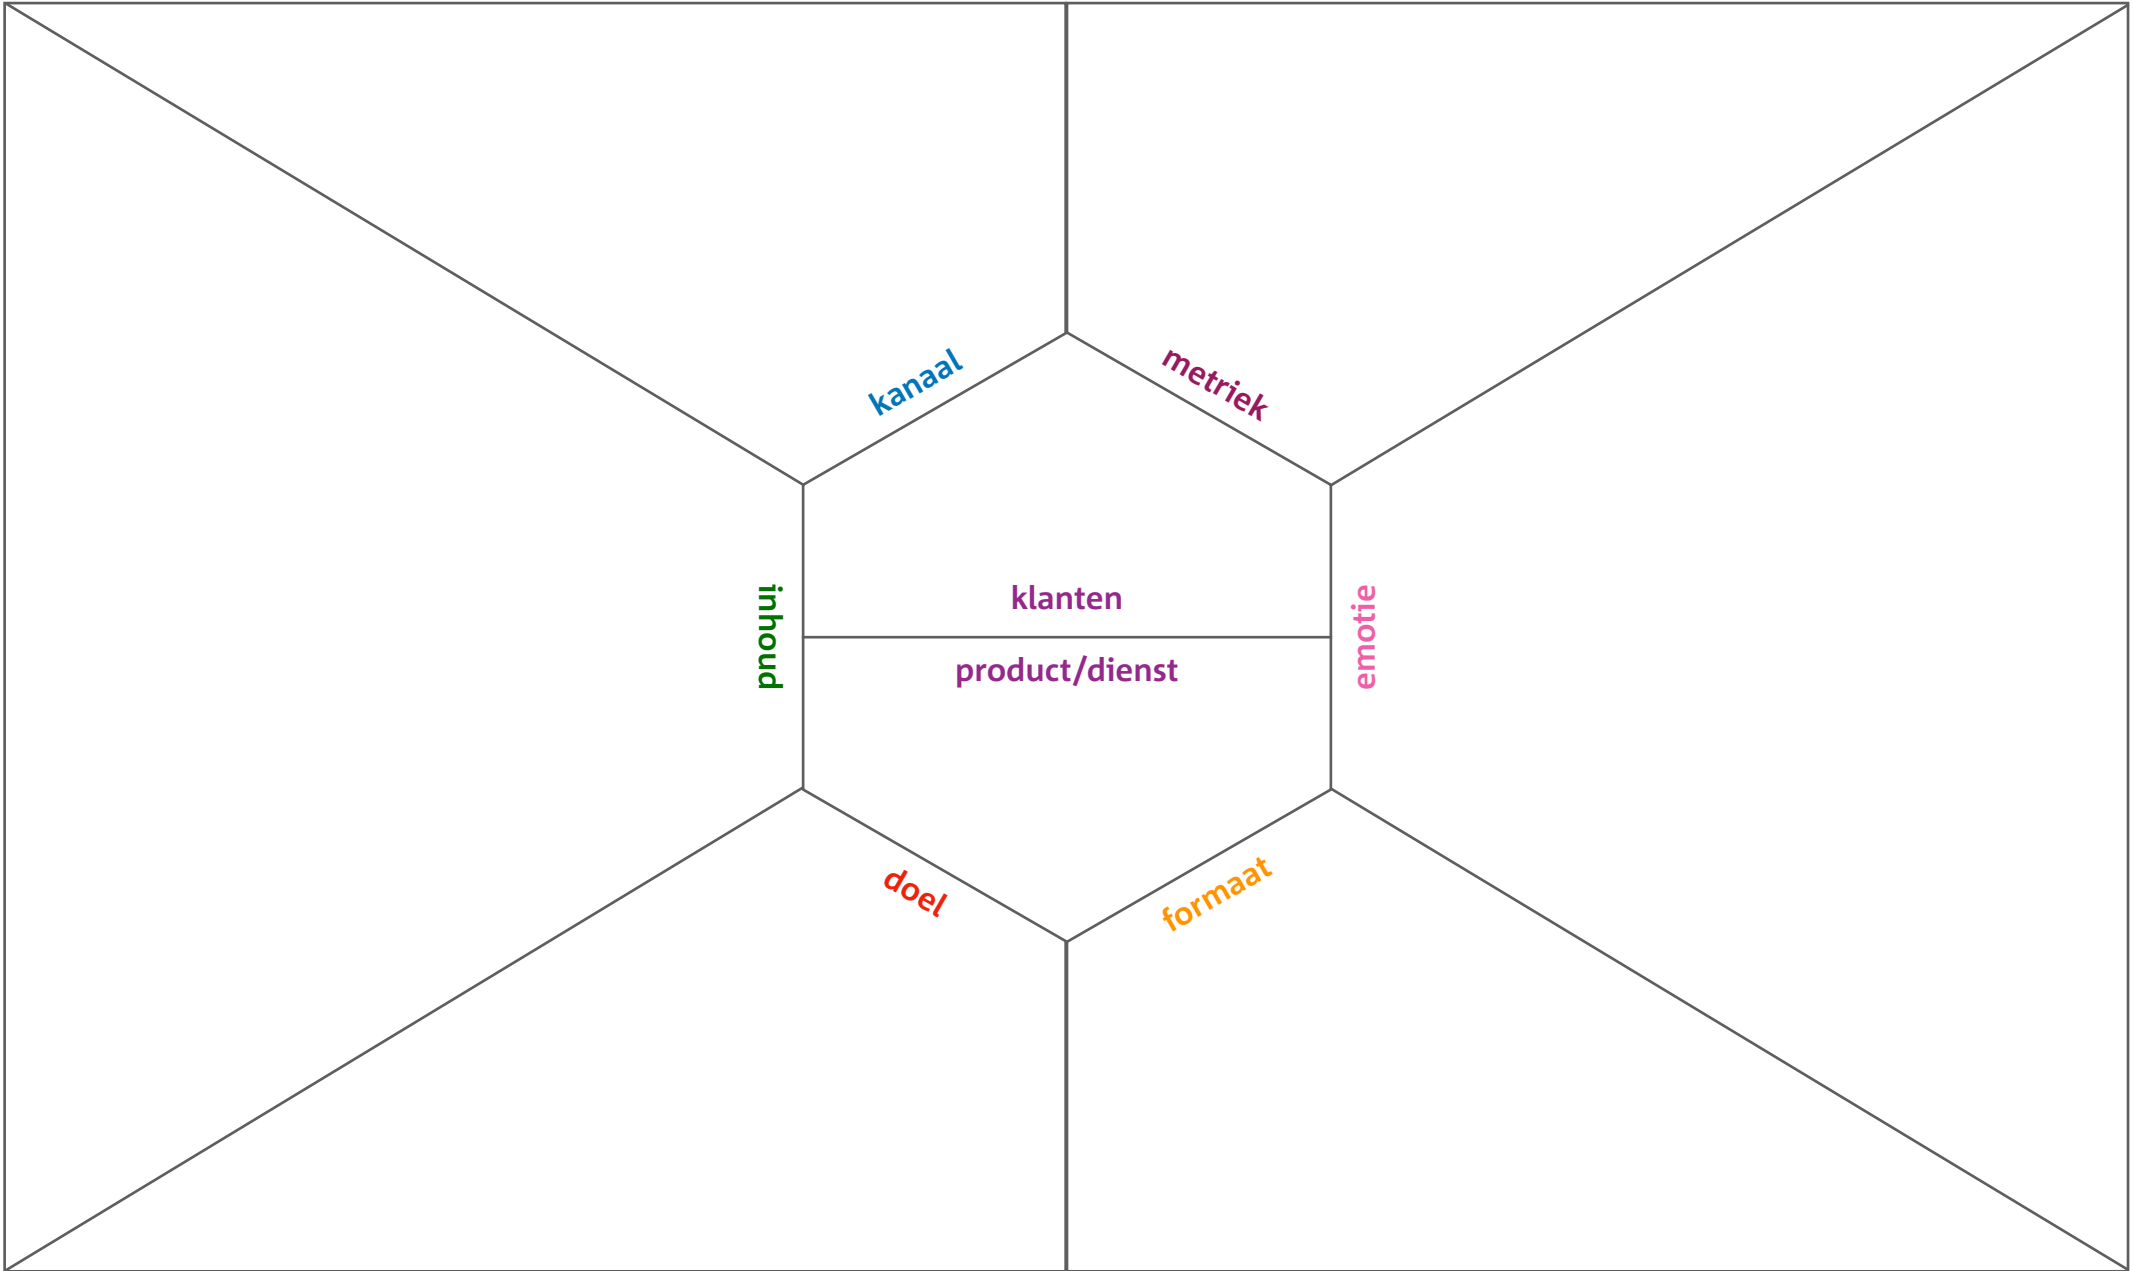 kanaal
metriek
inhoud
klanten
emotie
product/dienst
doel
formaat